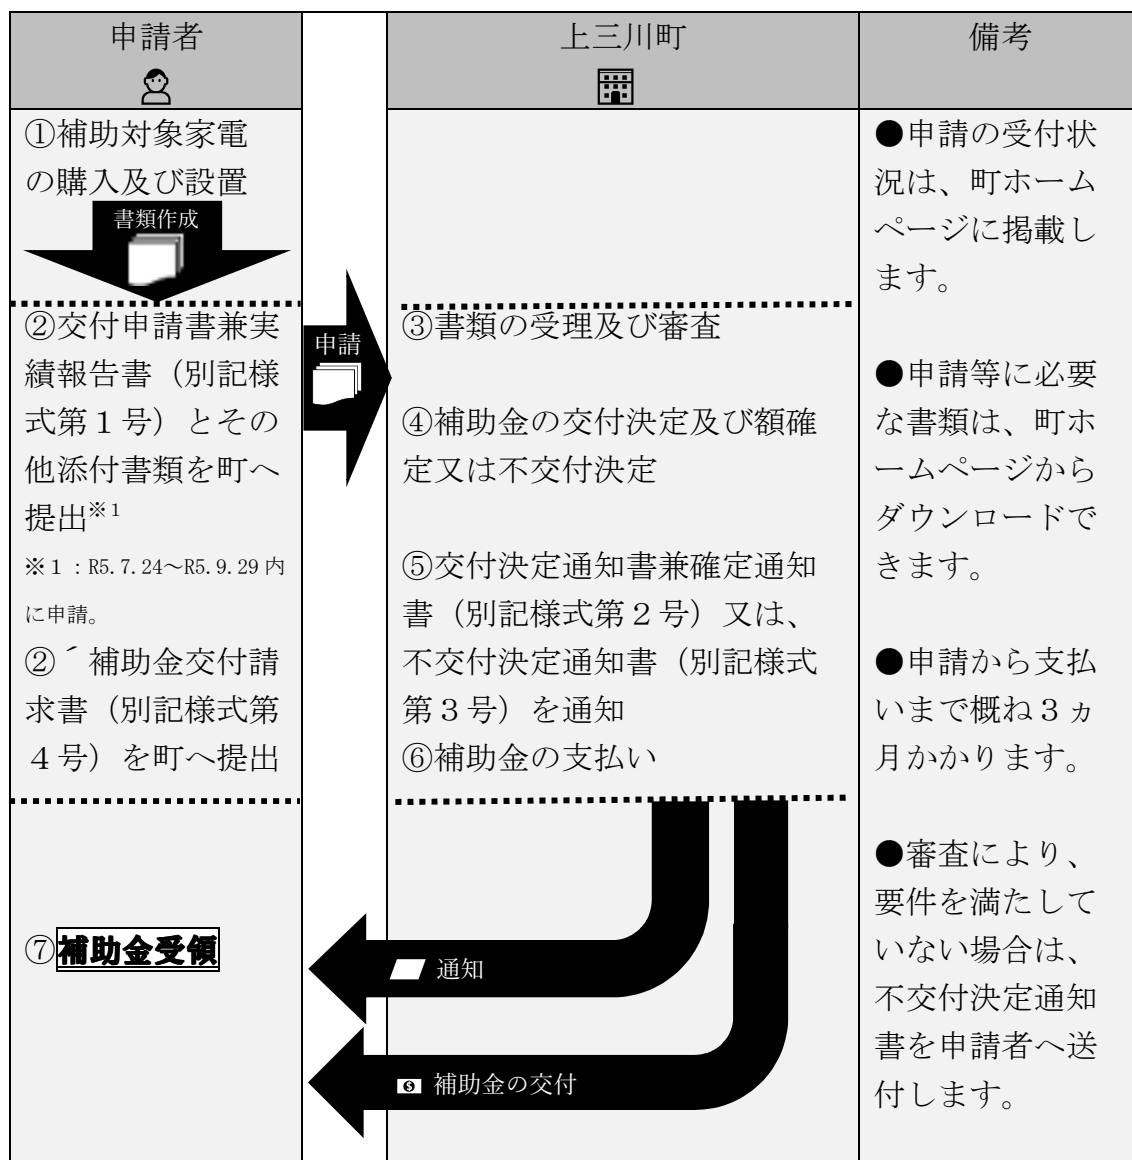 申請者
上三川町
備考
①補助対象家電
の購入及び設置
書類作成
②交付申請書兼実
績報告書（別記様
式第１号）とその
他添付書類を町へ
提出※1
※１：R5.7.24～R5.9.29内
に申請。
②´補助金交付請
求書（別記様式第
４号）を町へ提出
⑦補助金受領
申請
③書類の受理及び審査
④補助金の交付決定及び額確
定又は不交付決定
⑤交付決定通知書兼確定通知
書（別記様式第２号）又は、
不交付決定通知書（別記様式
第３号）を通知
⑥補助金の支払い
通知
補助金の交付
●申請の受付状
況は、町ホーム
ページに掲載し
ます。
●申請等に必要
な書類は、町ホ
ームページから
ダウンロードで
きます。
●申請から支払
いまで概ね３ヵ
月かかります。
●審査により、
要件を満たして
いない場合は、
不交付決定通知
書を申請者へ送
付します。